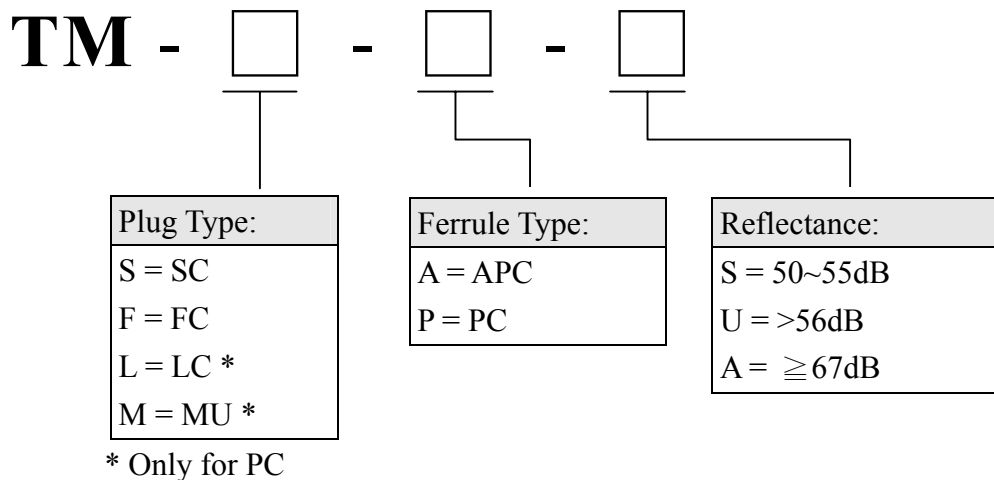 TM - □ - □ - □
Plug Type:
S = SC
F = FC
L = LC *
M = MU *
* Only for PC
Ferrule Type:
A = APC
P = PC
Reflectance:
S = 50~55dB
U = >56dB
A = ≧67dB